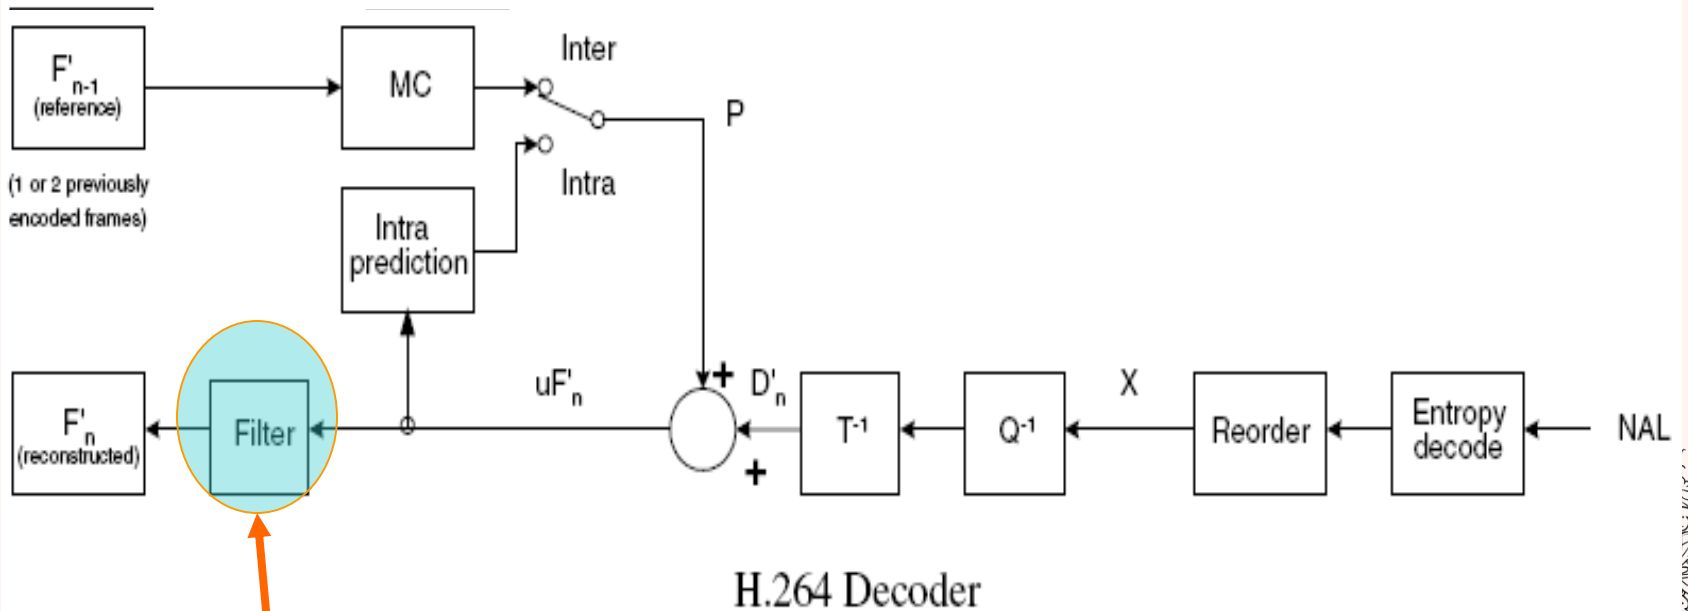 F'n-1
(reference)
(1 or 2 previously
encoded frames)
MC
Inter
Intra
P
Intra
prediction
F'n
(reconstructed)
Filter
uF'n
+
D'n
+
T-1
Q-1
X
Reorder
Entropy
decode
NAL
H.264 Decoder